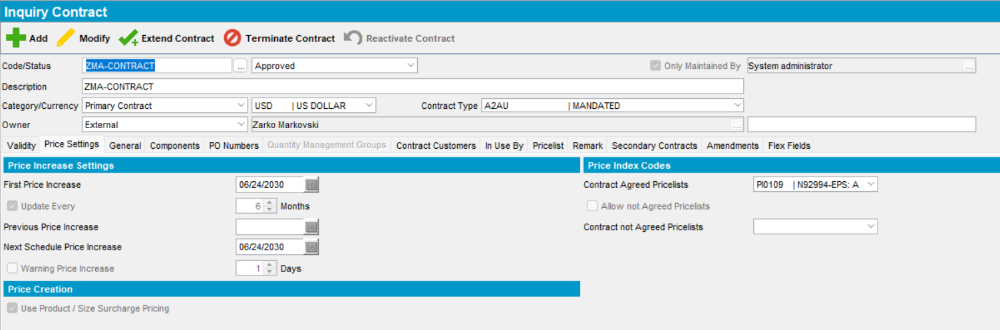 Inquiry Contract
Add Modify Extend Contract Terminate Contract Reactivate Contract
Code/Status ZMA-CONTRACT ... Approved Only Maintained By System administrator ...
Description ZMA-CONTRACT
Category/Currency Primary Contract USD | US DOLLAR Contract Type A2AU | MANDATED
Owner External Zarko Markovski ...
Validity Price Settings General Components PO Numbers Quantity Management Groups Contract Customers In Use By Pricelist Remark Secondary Contracts Amendments Flex Fields
Price Increase Settings Price Index Codes
First Price Increase 06/24/2030 16 Contract Agreed Pricelists PI0109 | N92994-EPS: A
Update Every 6 Months Allow not Agreed Pricelists
Previous Price Increase 16 Contract not Agreed Pricelists
Next Schedule Price Increase 06/24/2030 16
Warning Price Increase 1 Days
Price Creation
Use Product / Size Surcharge Pricing